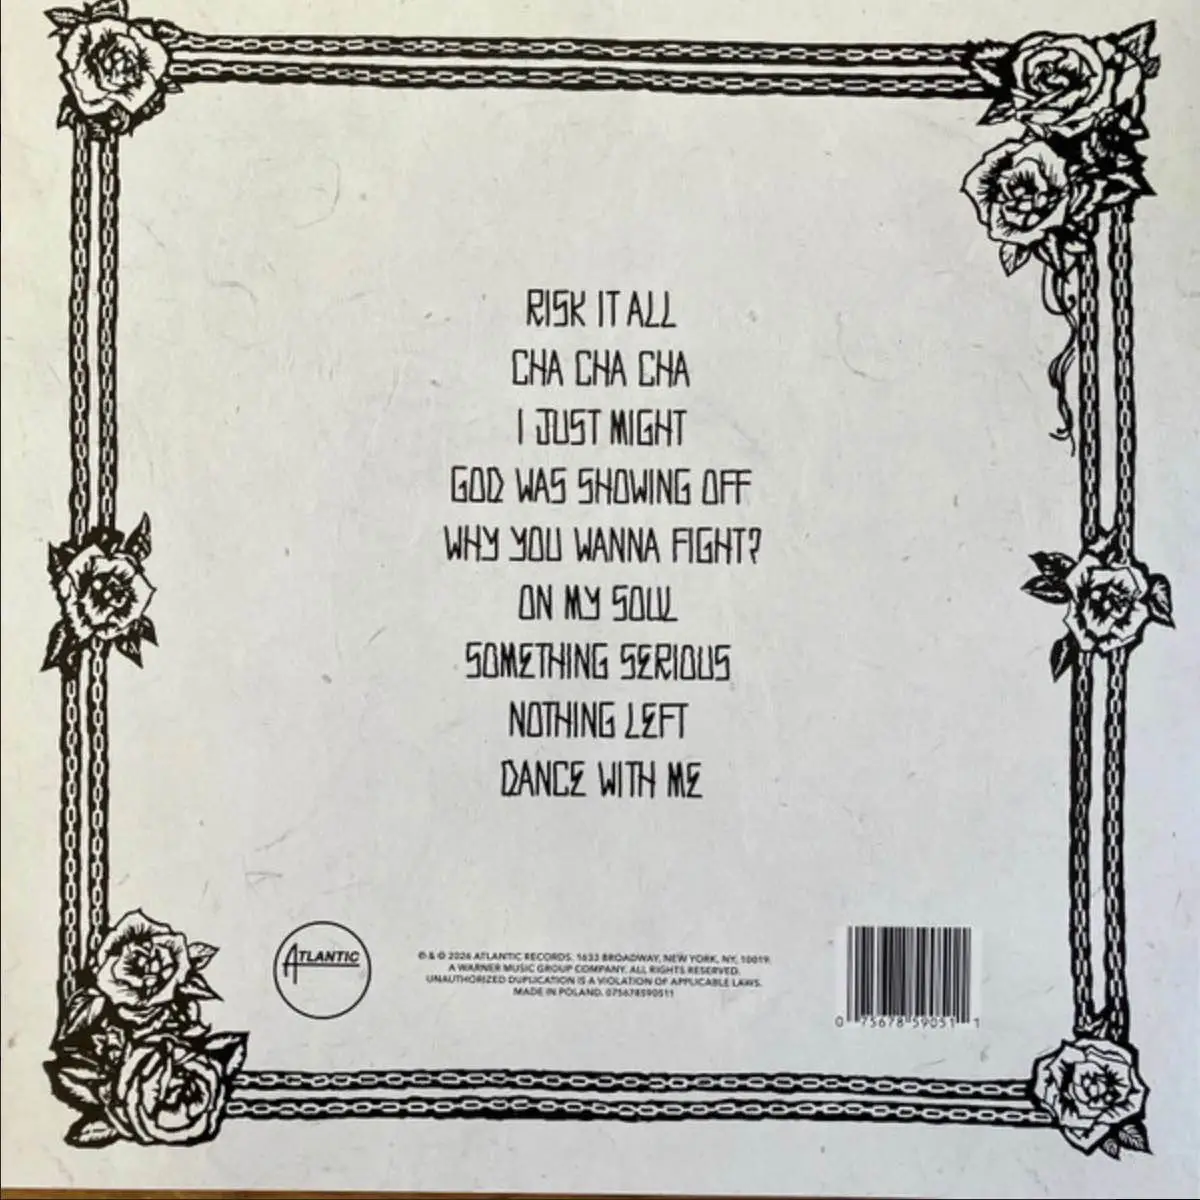 RISK IT ALL
CHA CHA CHA
I JUST MIGHT
GOD WAS SHOWING OFF
WHY YOU WANNA FIGHT?
ON MY SOUL
SOMETHING SERIOUS
NOTHING LEFT
DANCE WITH ME
ATLANTIC
℗ & © 2026 ATLANTIC RECORDS. 1633 BROADWAY, NEW YORK, NY, 10019.
A WARNER MUSIC GROUP COMPANY. ALL RIGHTS RESERVED.
UNAUTHORIZED DUPLICATION IS A VIOLATION OF APPLICABLE LAWS.
MADE IN POLAND. 075678590511
0 75678 59051 1